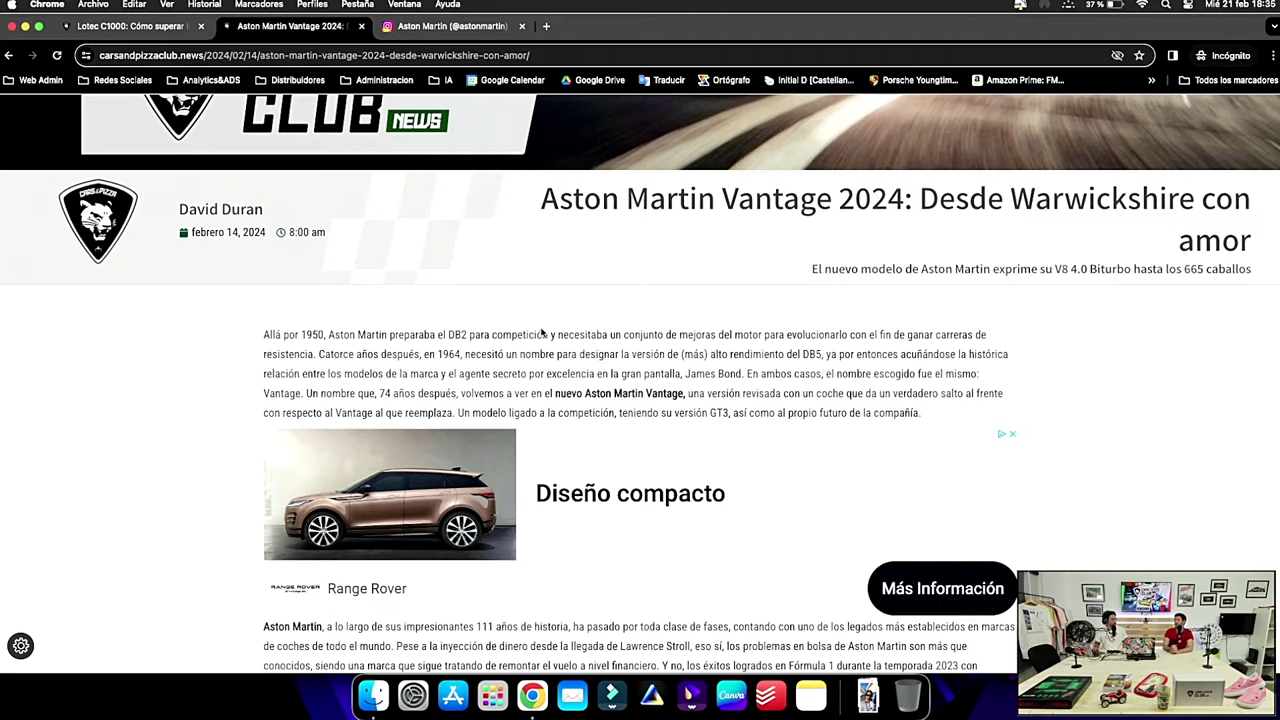 Chrome Archivo Editar Ver Historial Marcadores Perfiles Pestaña Ventana Ayuda 37 % Mié 21 feb 18:35
Lotec C1000: Cómo superar Aston Martin Vantage 2024: Aston Martin (@astonmartin)
carsandpizzaclub.news/2024/02/14/aston-martin-vantage-2024-desde-warwickshire-con-amor/ Incógnito
Web Admin Redes Sociales Analytics&ADS Distribuidores Administracion IA Google Calendar Google Drive Traducir Ortógrafo Initial D [Castellan... Porsche Youngtim... Amazon Prime: FM... » Todos los marcadores
CLUB NEWS
CARS&PIZZA
David Duran
febrero 14, 2024 8:00 am
Aston Martin Vantage 2024: Desde Warwickshire con
amor
El nuevo modelo de Aston Martin exprime su V8 4.0 Biturbo hasta los 665 caballos
Allá por 1950, Aston Martin preparaba el DB2 para competición y necesitaba un conjunto de mejoras del motor para evolucionarlo con el fin de ganar carreras de
resistencia. Catorce años después, en 1964, necesitó un nombre para designar la versión de (más) alto rendimiento del DB5, ya por entonces acuñándose la histórica
relación entre los modelos de la marca y el agente secreto por excelencia en la gran pantalla, James Bond. En ambos casos, el nombre escogido fue el mismo:
Vantage. Un nombre que, 74 años después, volvemos a ver en el nuevo Aston Martin Vantage, una versión revisada con un coche que da un verdadero salto al frente
con respecto al Vantage al que reemplaza. Un modelo ligado a la competición, teniendo su versión GT3, así como al propio futuro de la compañía.
Diseño compacto
RANGE ROVER
Range Rover
Más Información
Aston Martin, a lo largo de sus impresionantes 111 años de historia, ha pasado por toda clase de fases, contando con uno de los legados más establecidos en marcas
de coches de todo el mundo. Pese a la inyección de dinero desde la llegada de Lawrence Stroll, eso sí, los problemas en bolsa de Aston Martin son más que
conocidos, siendo una marca que sigue tratando de remontar el vuelo a nivel financiero. Y no, los éxitos logrados en Fórmula 1 durante la temporada 2023 con
Canva